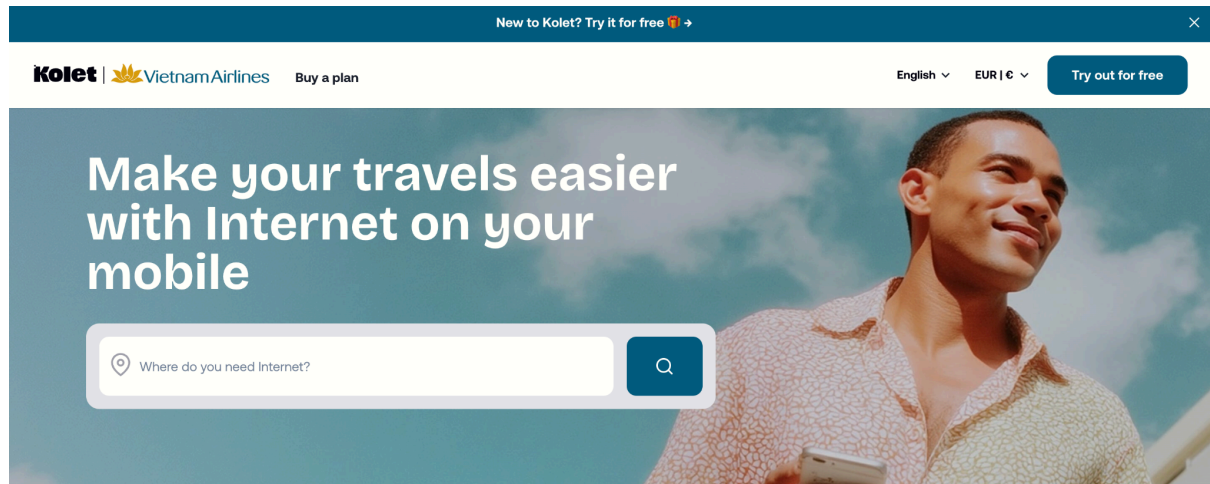 New to Kolet? Try it for free 🎁 →
Kolet | Vietnam Airlines
Buy a plan
English
EUR | €
Try out for free
Make your travels easier
with Internet on your
mobile
Where do you need Internet?